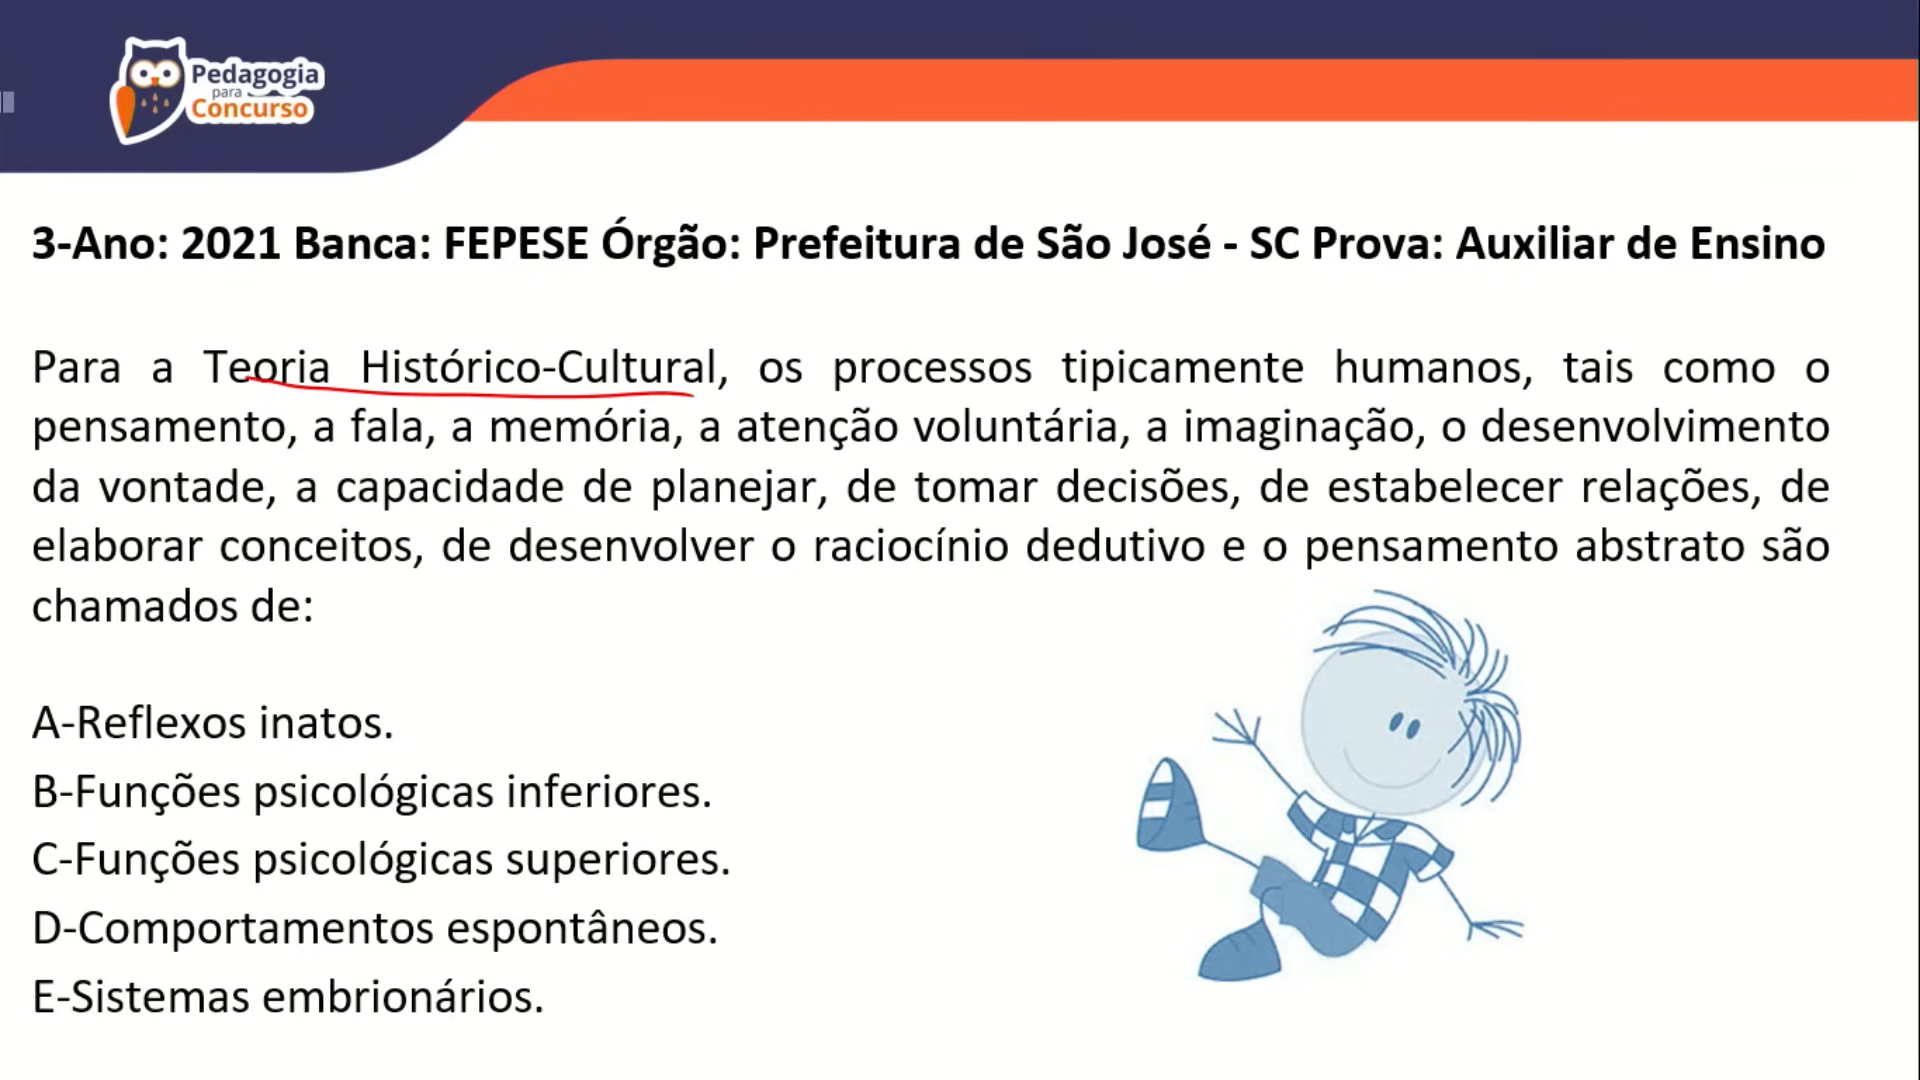 Pedagogia
para
Concurso
3-Ano: 2021 Banca: FEPESE Órgão: Prefeitura de São José - SC Prova: Auxiliar de Ensino
Para a Teoria Histórico-Cultural, os processos tipicamente humanos, tais como o
pensamento, a fala, a memória, a atenção voluntária, a imaginação, o desenvolvimento
da vontade, a capacidade de planejar, de tomar decisões, de estabelecer relações, de
elaborar conceitos, de desenvolver o raciocínio dedutivo e o pensamento abstrato são
chamados de:
A-Reflexos inatos.
B-Funções psicológicas inferiores.
C-Funções psicológicas superiores.
D-Comportamentos espontâneos.
E-Sistemas embrionários.